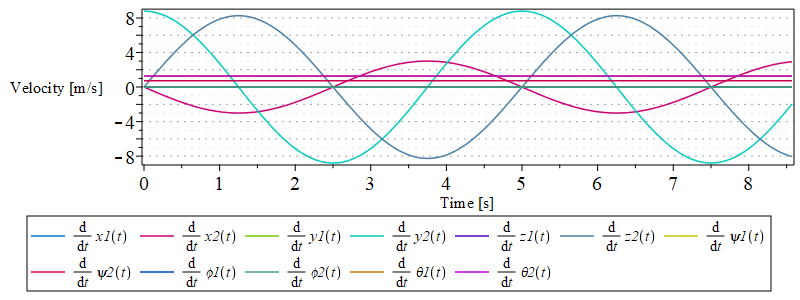 8
4
Velocity [m/s]
0
−4
−8
0 1 2 3 4 5 6 7 8
Time [s]
d/dt x1(t) d/dt x2(t) d/dt y1(t) d/dt y2(t) d/dt z1(t) d/dt z2(t) d/dt ψ1(t)
d/dt ψ2(t) d/dt ϕ1(t) d/dt ϕ2(t) d/dt θ1(t) d/dt θ2(t)